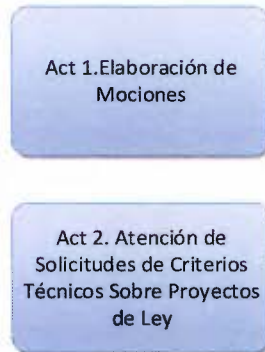 Act 1.Elaboración de
Mociones
Act 2. Atención de
Solicitudes de Criterios
Técnicos Sobre Proyectos
de Ley